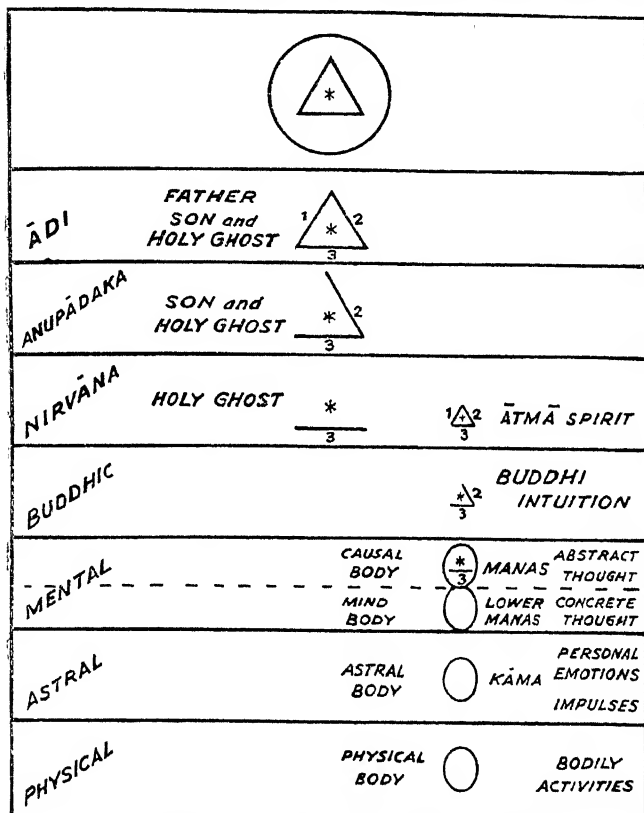 *
ĀDI
FATHER
SON and
HOLY GHOST
1 2
*
3
ANUPĀDAKA
SON and
HOLY GHOST
* 2
3
NIRVĀNA
HOLY GHOST
*
3
1 2
3
ĀTMĀ SPIRIT
BUDDHIC
* 2
3
BUDDHI
INTUITION
MENTAL
CAUSAL
BODY
*
3
MANAS
ABSTRACT
THOUGHT
MIND
BODY
LOWER
MANAS
CONCRETE
THOUGHT
ASTRAL
ASTRAL
BODY
KĀMA
PERSONAL
EMOTIONS
IMPULSES
PHYSICAL
PHYSICAL
BODY
BODILY
ACTIVITIES